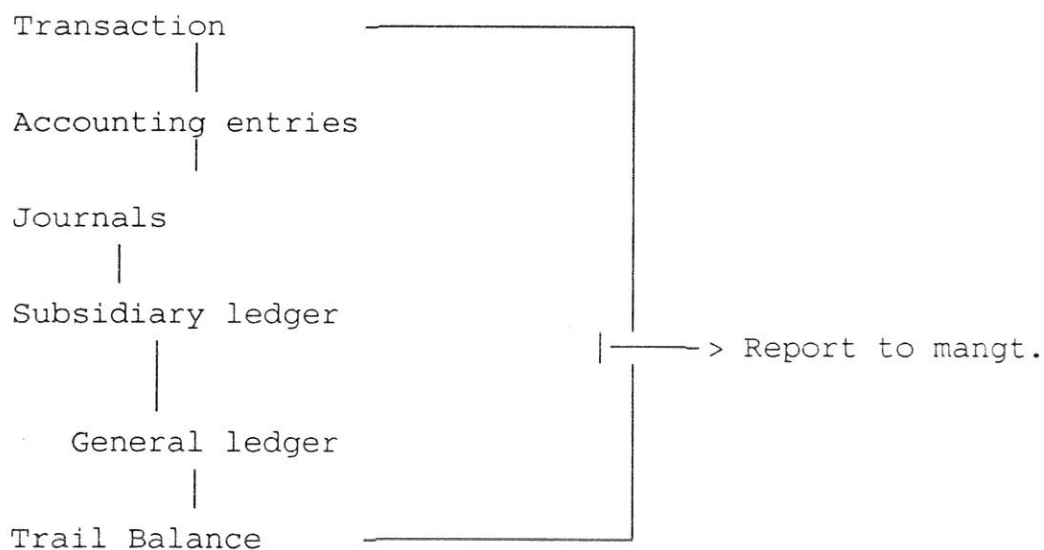 Transaction
Accounting entries
Journals
Subsidiary ledger
> Report to mangt.
General ledger
Trail Balance